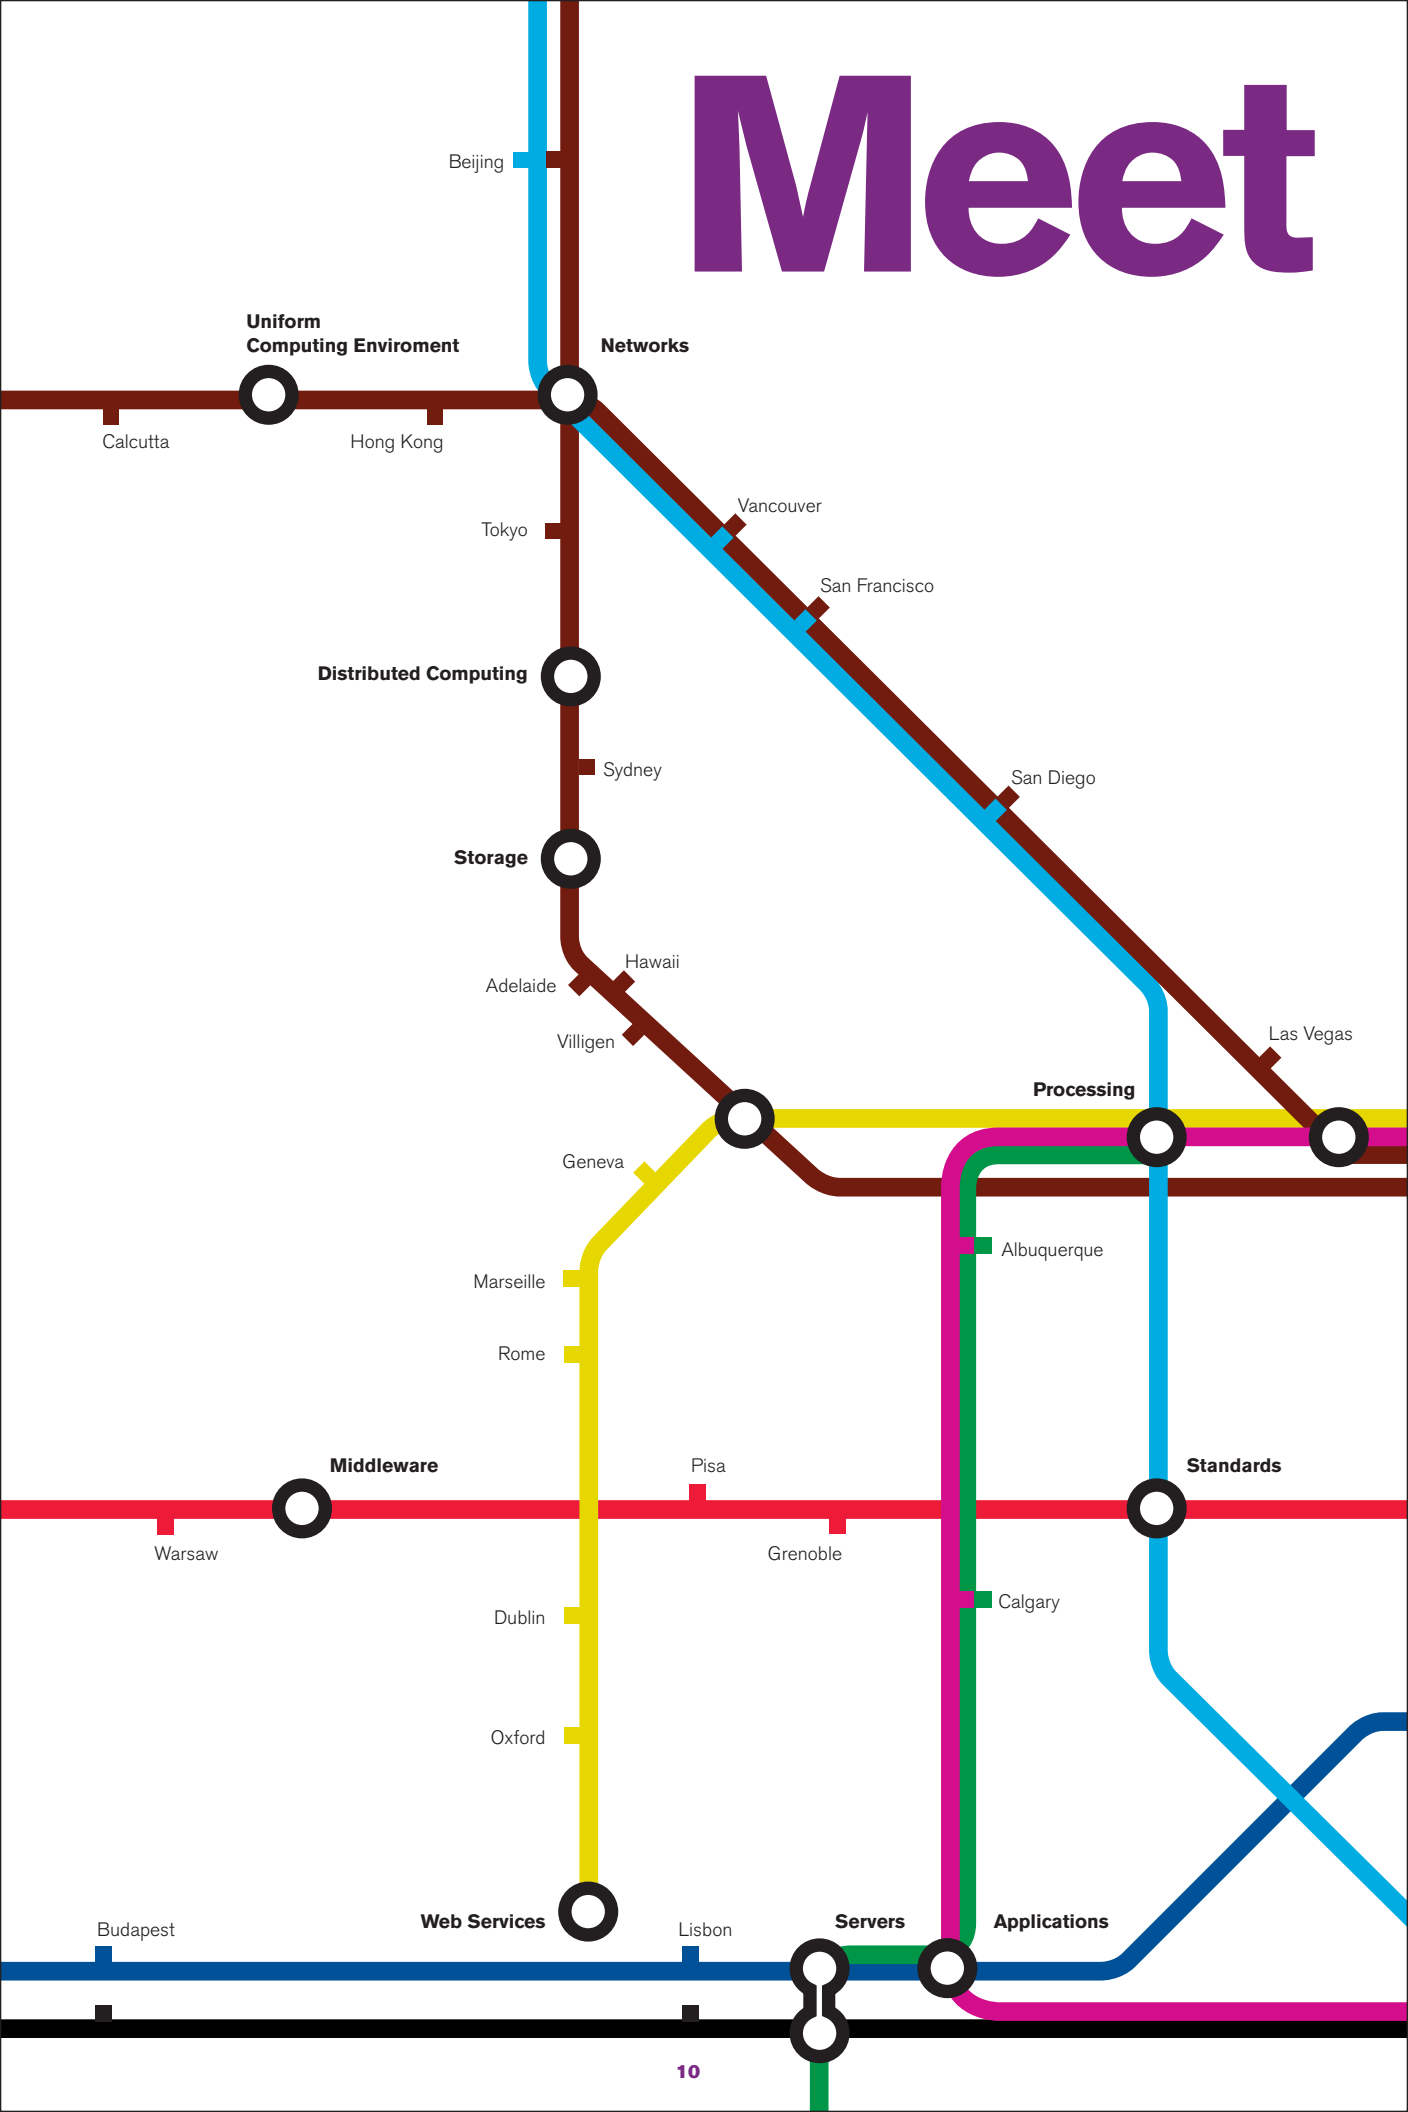 Meet
Beijing
Uniform
Computing Enviroment
Networks
Calcutta
Hong Kong
Vancouver
Tokyo
San Francisco
Distributed Computing
Sydney
San Diego
Storage
Hawaii
Adelaide
Villigen
Las Vegas
Processing
Geneva
Albuquerque
Marseille
Rome
Middleware
Pisa
Standards
Warsaw
Grenoble
Calgary
Dublin
Oxford
Web Services
Servers
Applications
Budapest
Lisbon
10